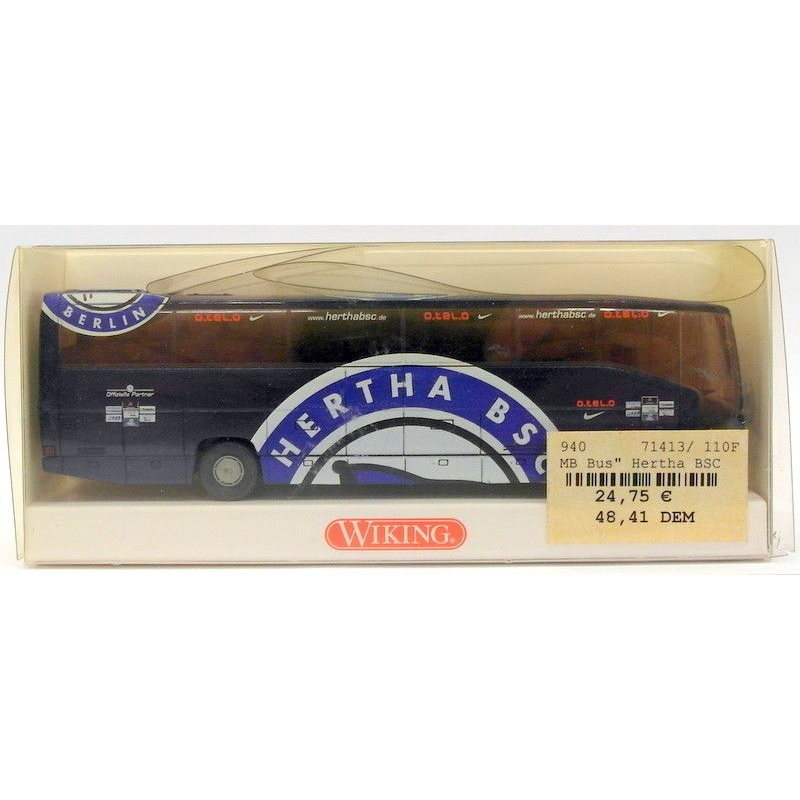 BERLIN
o.tel.o
www.herthabsc.de
o.tel.o
www.herthabsc.de
o.tel.o
Offizielle Partner
HERTHA BSC
o.tel.o
940 71413/ 110F
MB Bus" Hertha BSC
24,75 €
48,41 DEM
WIKING®